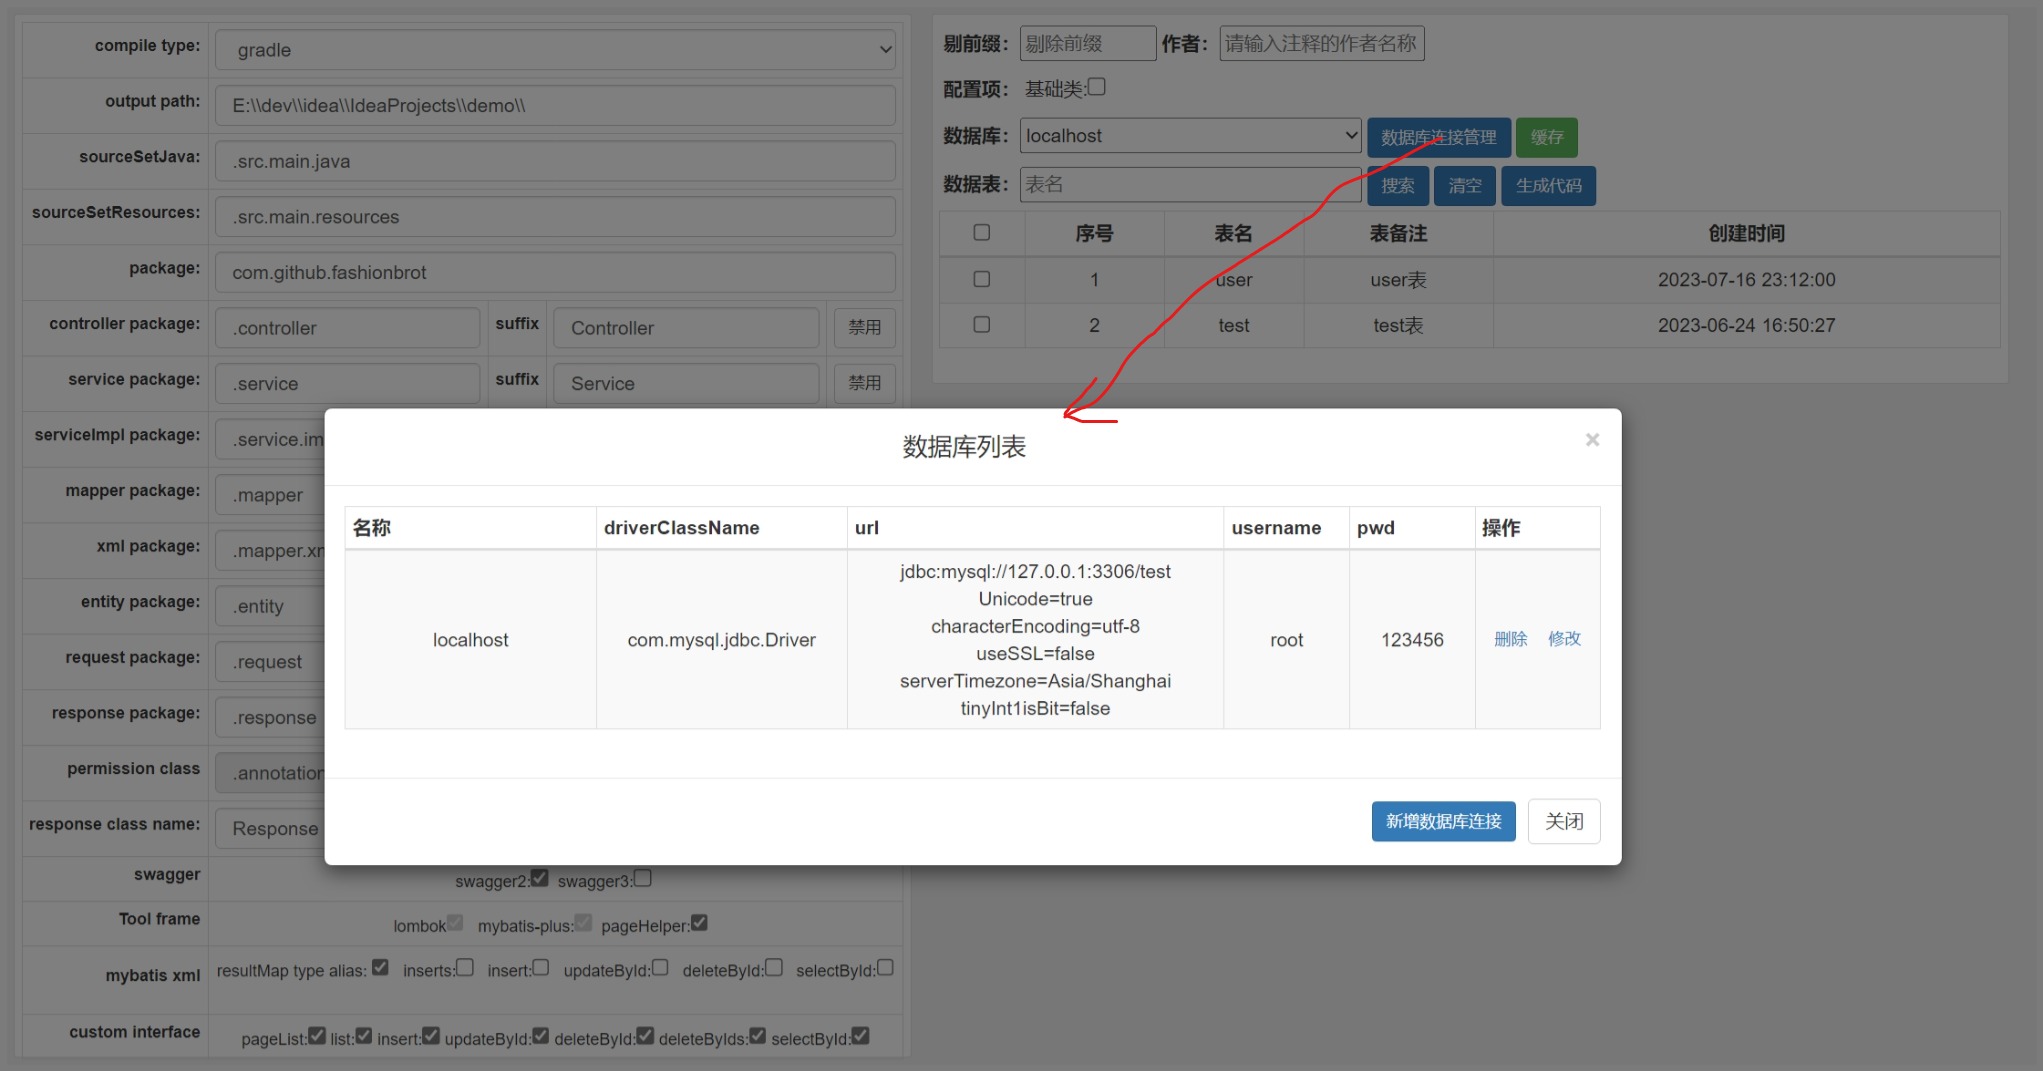 compile type: gradle
output path: E:\\dev\\idea\\IdeaProjects\\demo\\
sourceSetJava: .src.main.java
sourceSetResources: .src.main.resources
package: com.github.fashionbrot
controller package: .controller suffix Controller 禁用
service package: .service suffix Service 禁用
serviceImpl package: .service.im
mapper package: .mapper
xml package: .mapper.xm
entity package: .entity
request package: .request
response package: .response
permission class .annotation
response class name: Response
swagger swagger2: swagger3:
Tool frame lombok mybatis-plus: pageHelper:
mybatis xml resultMap type alias: inserts: insert: updateById: deleteById: selectById:
custom interface pageList: list: insert: updateById: deleteById: deleteByIds: selectById:
剔前缀: 剔除前缀 作者: 请输入注释的作者名称
配置项: 基础类:
数据库: localhost 数据库连接管理 缓存
数据表: 表名 搜索 清空 生成代码
序号 表名 表备注 创建时间
1 user user表 2023-07-16 23:12:00
2 test test表 2023-06-24 16:50:27
数据库列表 ×
名称 driverClassName url username pwd 操作
localhost com.mysql.jdbc.Driver jdbc:mysql://127.0.0.1:3306/test
Unicode=true
characterEncoding=utf-8
useSSL=false
serverTimezone=Asia/Shanghai
tinyInt1isBit=false
root 123456 删除 修改
新增数据库连接 关闭